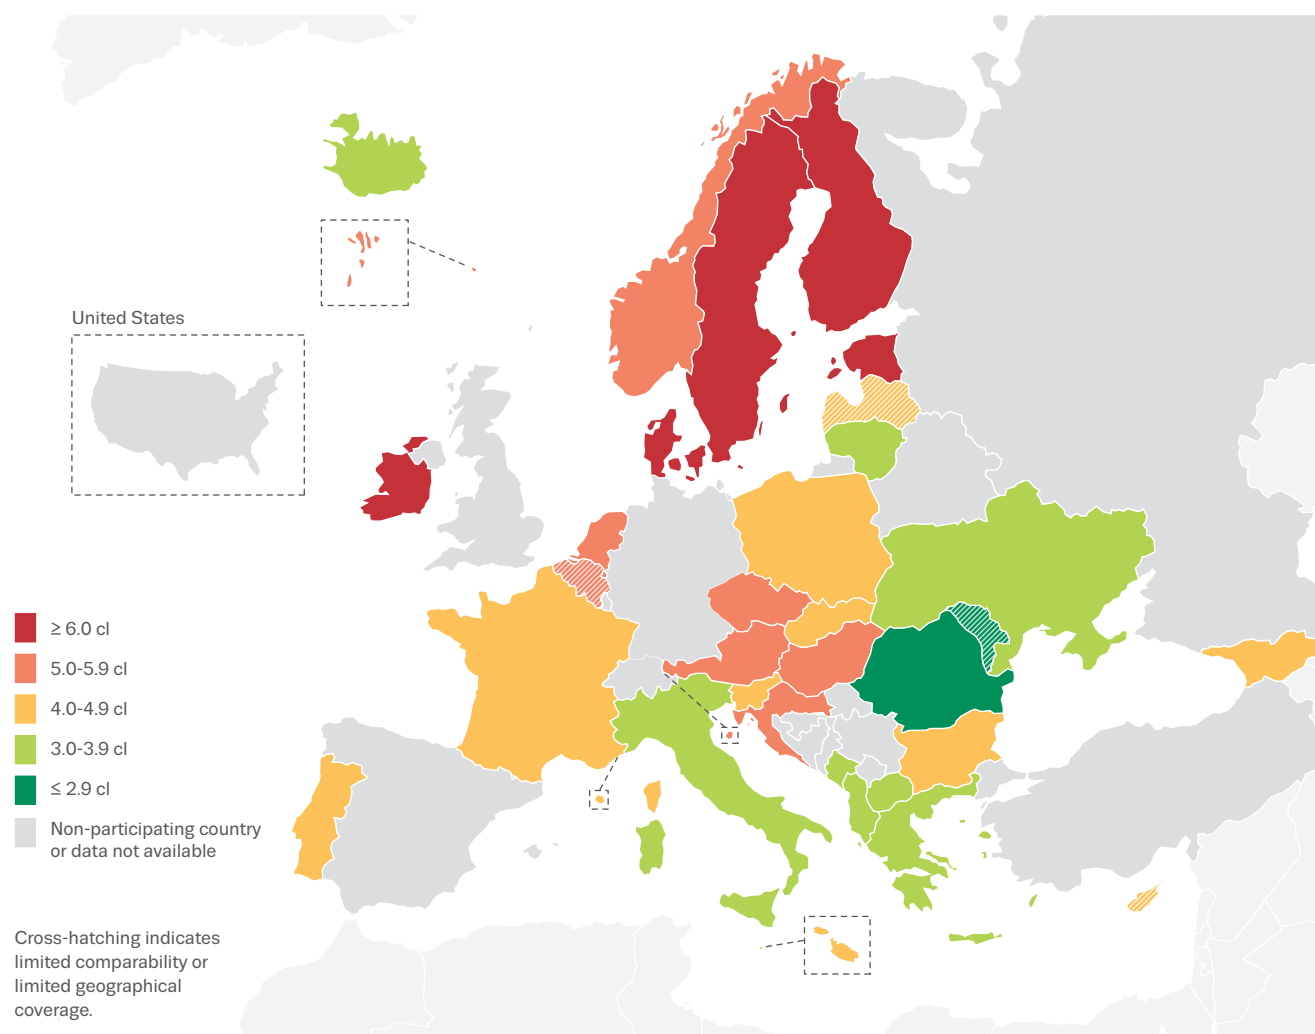 United States
≥ 6.0 cl
5.0-5.9 cl
4.0-4.9 cl
3.0-3.9 cl
≤ 2.9 cl
Non-participating country
or data not available
Cross-hatching indicates
limited comparability or
limited geographical
coverage.